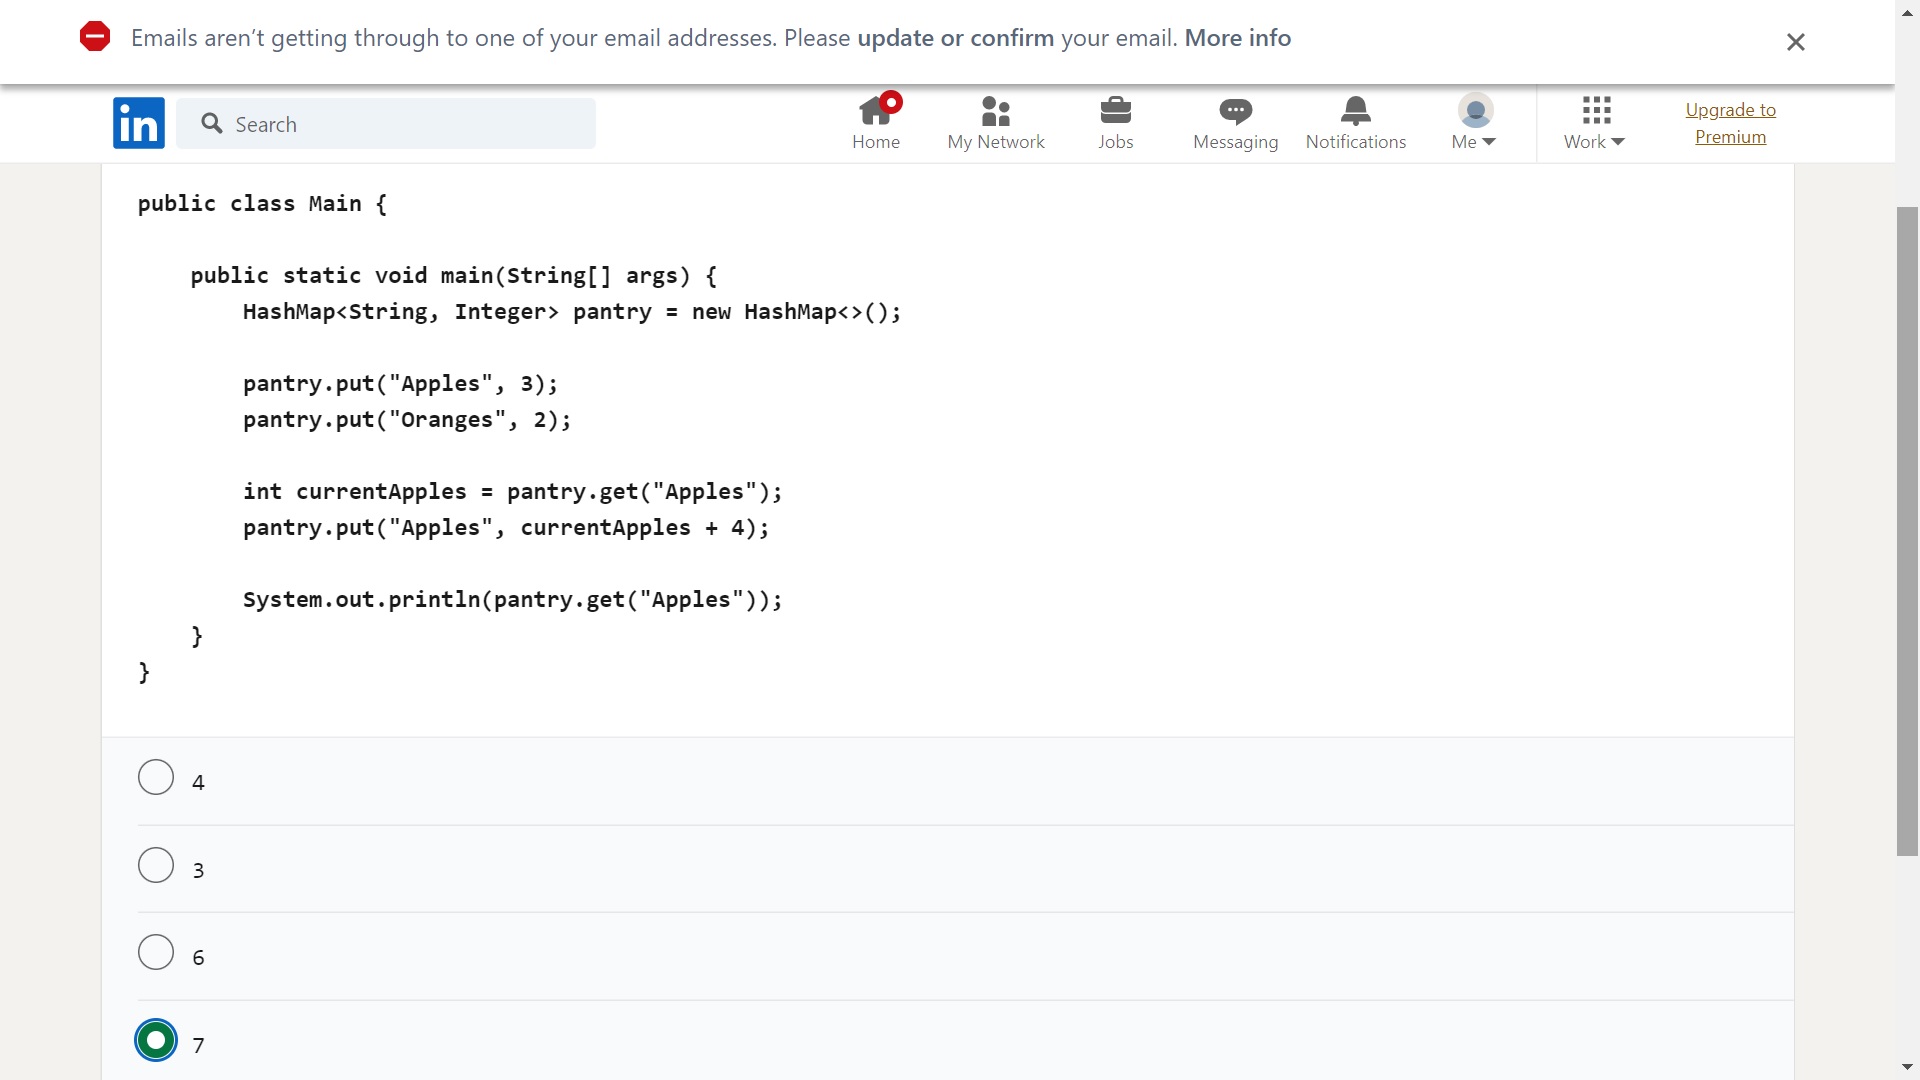 Emails aren't getting through to one of your email addresses. Please update or confirm your email. More info
in
Search
Home
My Network
Jobs
Messaging
Notifications
Me
Work
Upgrade to
Premium
public class Main {
public static void main(String[] args) {
HashMap<String, Integer> pantry = new HashMap<>();
pantry.put("Apples", 3);
pantry.put("Oranges", 2);
int currentApples = pantry.get("Apples");
pantry.put("Apples", currentApples + 4);
System.out.println(pantry.get("Apples"));
}
}
4
3
6
7